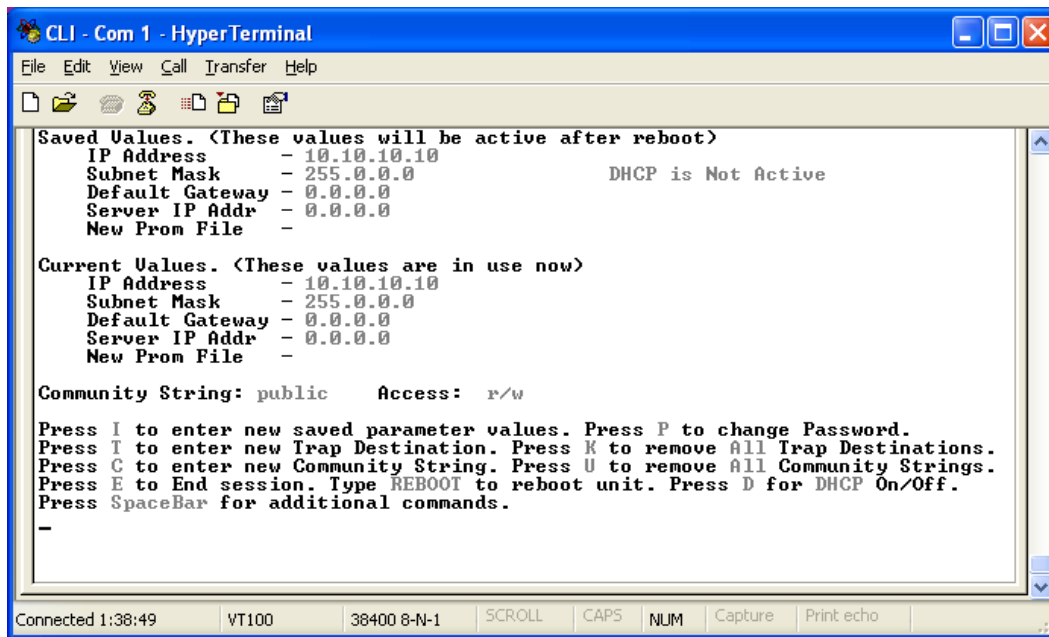 CLI - Com 1 - HyperTerminal
File Edit View Call Transfer Help
Saved Values. (These values will be active after reboot)
IP Address - 10.10.10.10
Subnet Mask - 255.0.0.0 DHCP is Not Active
Default Gateway - 0.0.0.0
Server IP Addr - 0.0.0.0
New Prom File -
Current Values. (These values are in use now)
IP Address - 10.10.10.10
Subnet Mask - 255.0.0.0
Default Gateway - 0.0.0.0
Server IP Addr - 0.0.0.0
New Prom File -
Community String: public Access: r/w
Press I to enter new saved parameter values. Press P to change Password.
Press T to enter new Trap Destination. Press K to remove All Trap Destinations.
Press C to enter new Community String. Press U to remove All Community Strings.
Press E to End session. Type REBOOT to reboot unit. Press D for DHCP On/Off.
Press SpaceBar for additional commands.
Connected 1:38:49 VT100 38400 8-N-1 SCROLL CAPS NUM Capture Print echo